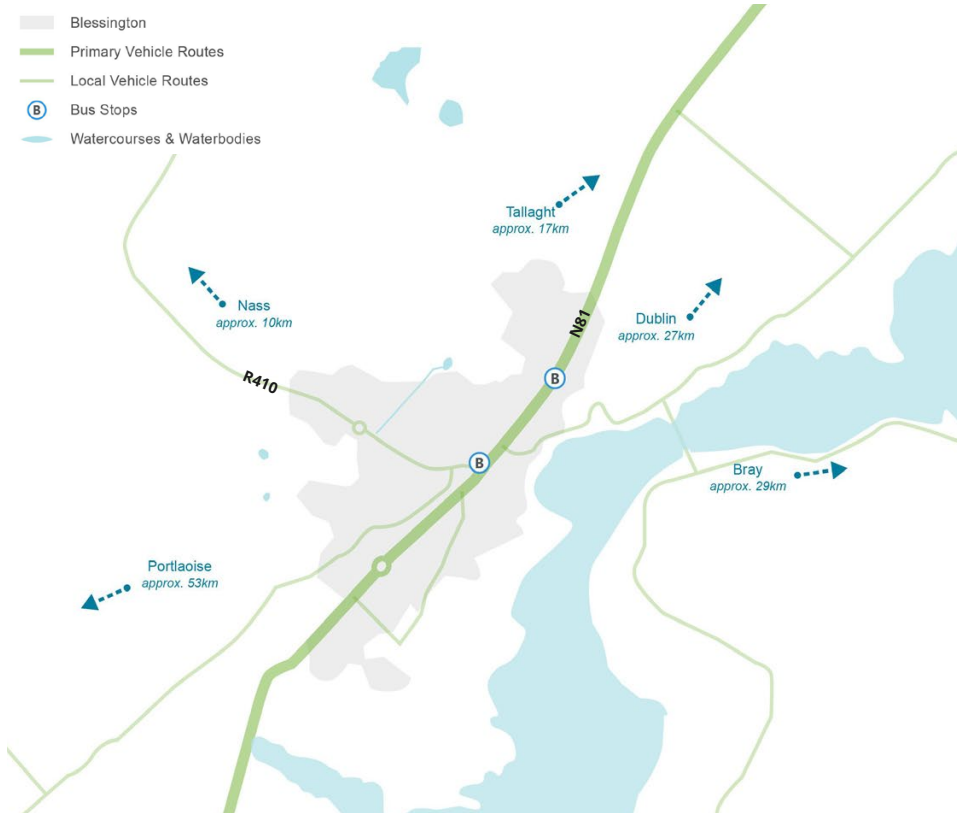 Blessington
Primary Vehicle Routes
Local Vehicle Routes
B
Bus Stops
Watercourses & Waterbodies
Tallaght
approx. 17km
Nass
approx. 10km
Dublin
approx. 27km
N81
R410
B
B
Bray
approx. 29km
Portlaoise
approx. 53km